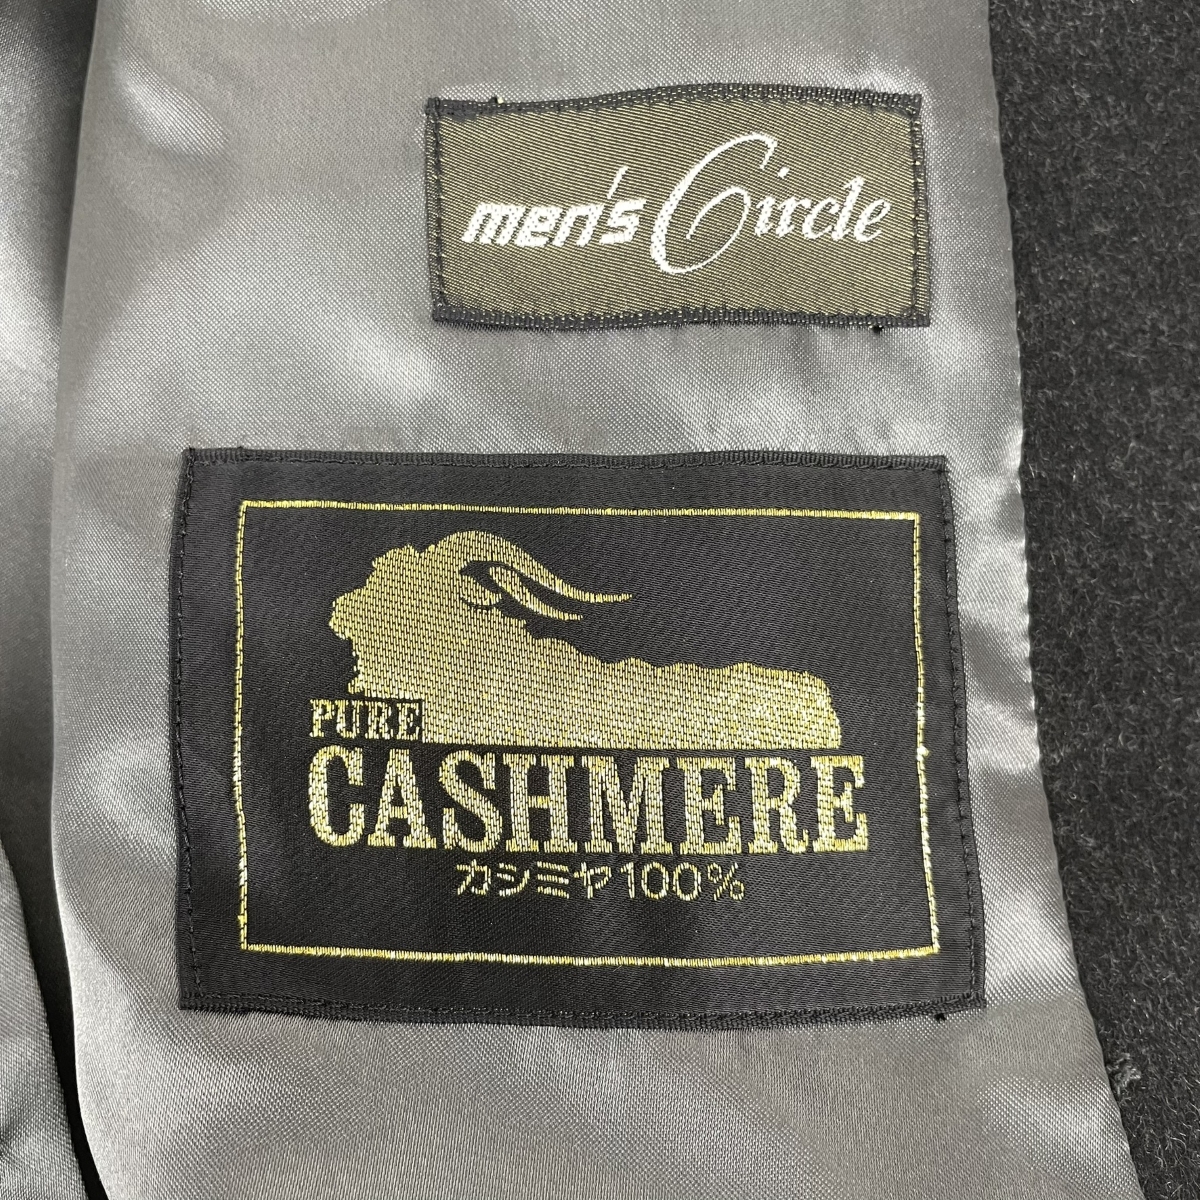 men's Circle
PURE
CASHMERE
カシミヤ100%